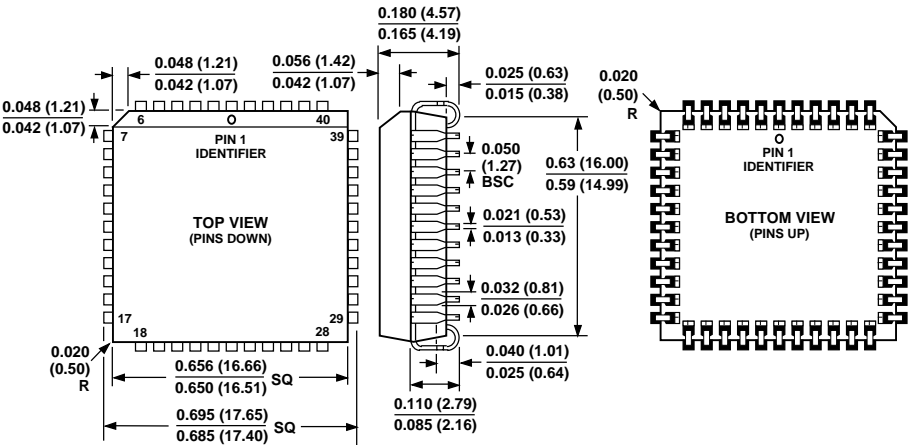 0.048 (1.21)
0.042 (1.07)
0.048 (1.21)
0.042 (1.07)
6
40
7
PIN 1
IDENTIFIER
39
TOP VIEW
(PINS DOWN)
17
18
29
28
0.020
(0.50)
R
0.656 (16.66)
0.650 (16.51)
SQ
0.695 (17.65)
0.685 (17.40)
SQ
0.180 (4.57)
0.165 (4.19)
0.056 (1.42)
0.042 (1.07)
0.025 (0.63)
0.015 (0.38)
0.050
(1.27)
BSC
0.63 (16.00)
0.59 (14.99)
0.021 (0.53)
0.013 (0.33)
0.032 (0.81)
0.026 (0.66)
0.040 (1.01)
0.025 (0.64)
0.110 (2.79)
0.085 (2.16)
0.020
(0.50)
R
PIN 1
IDENTIFIER
BOTTOM VIEW
(PINS UP)